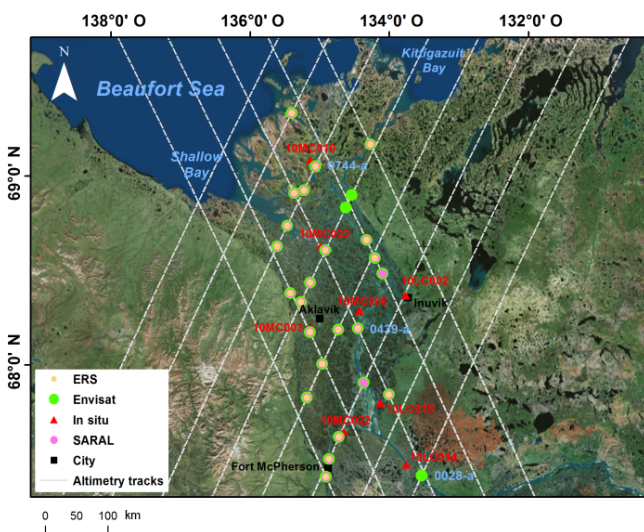 138°0' O 136°0' O 134°0' O 132°0' O
N
Kittigazuit
Bay
Beaufort Sea
10MC010
0744-a
Shallow
Bay
69°0' N
10MC023
10LC002
Inuvik
10MC008
Aklavik
10MC003
0439-a
68°0' N
10LC015
10MC022
Fort McPherson
10LC014
0028-a
ERS
Envisat
In situ
SARAL
City
Altimetry tracks
0 50 100 km